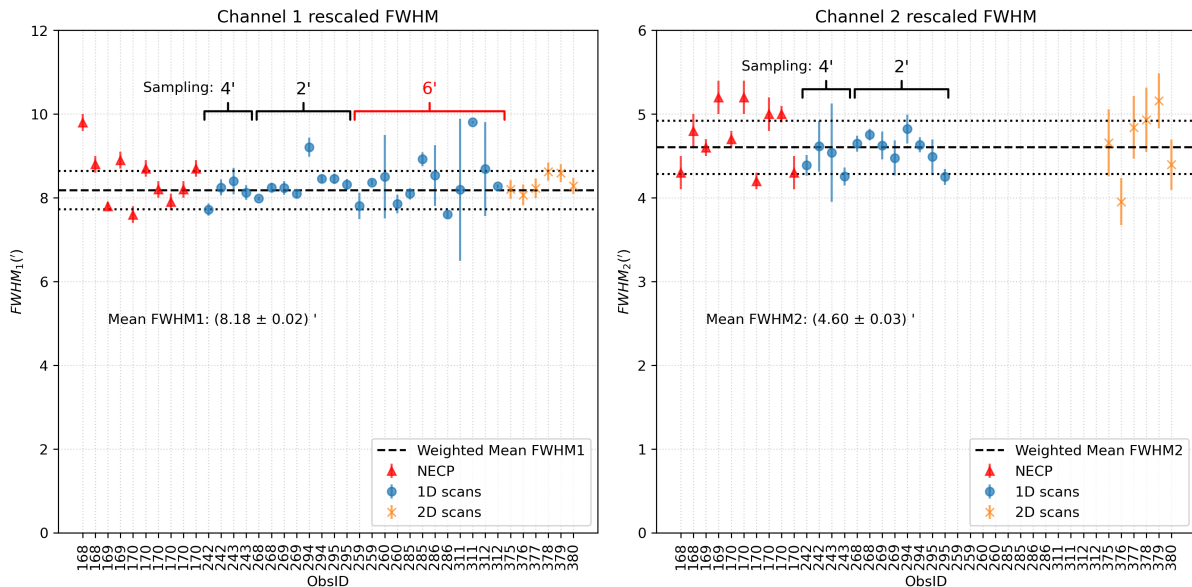 Channel 1 rescaled FWHM
12
10
8
6
4
2
0
FWHM₁(′)
Sampling: 4' 2' 6'
Mean FWHM1: (8.18 ± 0.02) '
Weighted Mean FWHM1
NECP
1D scans
2D scans
168 168 169 169 170 170 170 170 170 170 242 242 243 243 268 268 269 269 294 294 295 295 259 259 260 260 285 285 286 286 311 311 312 312 375 376 377 378 379 380
ObsID
Channel 2 rescaled FWHM
6
5
4
3
2
1
0
FWHM₂(′)
Sampling: 4' 2'
Mean FWHM2: (4.60 ± 0.03) '
Weighted Mean FWHM2
NECP
1D scans
2D scans
168 168 169 169 170 170 170 170 170 170 242 242 243 243 268 268 269 269 294 294 295 295 259 259 260 260 285 285 286 286 311 311 312 312 375 376 377 378 379 380
ObsID